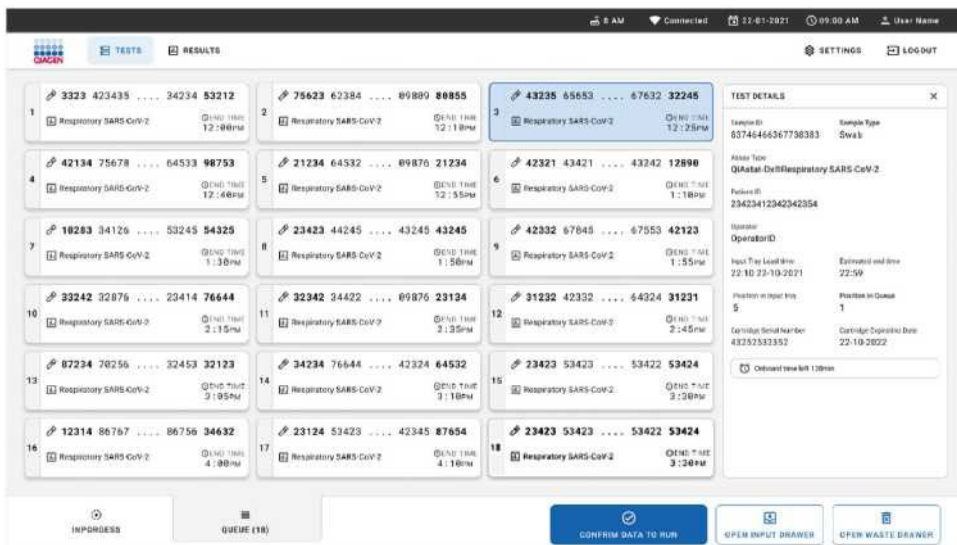 8 AM Connected 22-01-2021 09:00 AM User Name
QIAGEN TESTS RESULTS SETTINGS LOGOUT
1 3323 423435 .... 34234 53212
Respiratory SARS-CoV-2 END TIME 12:00PM
2 75623 62384 .... 09809 80855
Respiratory SARS-CoV-2 END TIME 12:10PM
3 43235 65653 .... 67632 32245
Respiratory SARS-CoV-2 END TIME 12:25PM
4 42134 75678 .... 64533 98753
Respiratory SARS-CoV-2 END TIME 12:40PM
5 21234 64532 .... 09876 21234
Respiratory SARS-CoV-2 END TIME 12:55PM
6 42321 43421 .... 43242 12890
Respiratory SARS-CoV-2 END TIME 1:10PM
7 10283 34126 .... 53245 54325
Respiratory SARS-CoV-2 END TIME 1:30PM
8 23423 44245 .... 43245 43245
Respiratory SARS-CoV-2 END TIME 1:50PM
9 42332 67845 .... 67553 42123
Respiratory SARS-CoV-2 END TIME 1:55PM
10 33242 32876 .... 23414 76644
Respiratory SARS-CoV-2 END TIME 2:15PM
11 32342 34422 .... 09876 23134
Respiratory SARS-CoV-2 END TIME 2:35PM
12 31232 42332 .... 64324 31231
Respiratory SARS-CoV-2 END TIME 2:45PM
13 87234 70256 .... 32453 32123
Respiratory SARS-CoV-2 END TIME 3:05PM
14 34234 76644 .... 42324 64532
Respiratory SARS-CoV-2 END TIME 3:10PM
15 23423 53423 .... 53422 53424
Respiratory SARS-CoV-2 END TIME 3:30PM
16 12314 86767 .... 86756 34632
Respiratory SARS-CoV-2 END TIME 4:00PM
17 23124 53423 .... 42345 87654
Respiratory SARS-CoV-2 END TIME 4:10PM
18 23423 53423 .... 53422 53424
Respiratory SARS-CoV-2 END TIME 3:30PM
TEST DETAILS
Sample ID Sample Type
83746466367738383 Swab
Assay Type
QIAstat-Dx®Respiratory SARS-CoV-2
Patient ID
23423412342342354
Operator
OperatorID
Input Tray Load time Estimated end time
22:10 22-10-2021 22:59
Position in input tray Position in Queue
5 1
Cartridge Serial Number Cartridge Expiration Date
43252532352 22-10-2022
Onboard time left 120min
INPORGESS QUEUE (18) CONFRIM DATA TO RUN OPEN INPUT DRAWER OPEN WASTE DRAWER